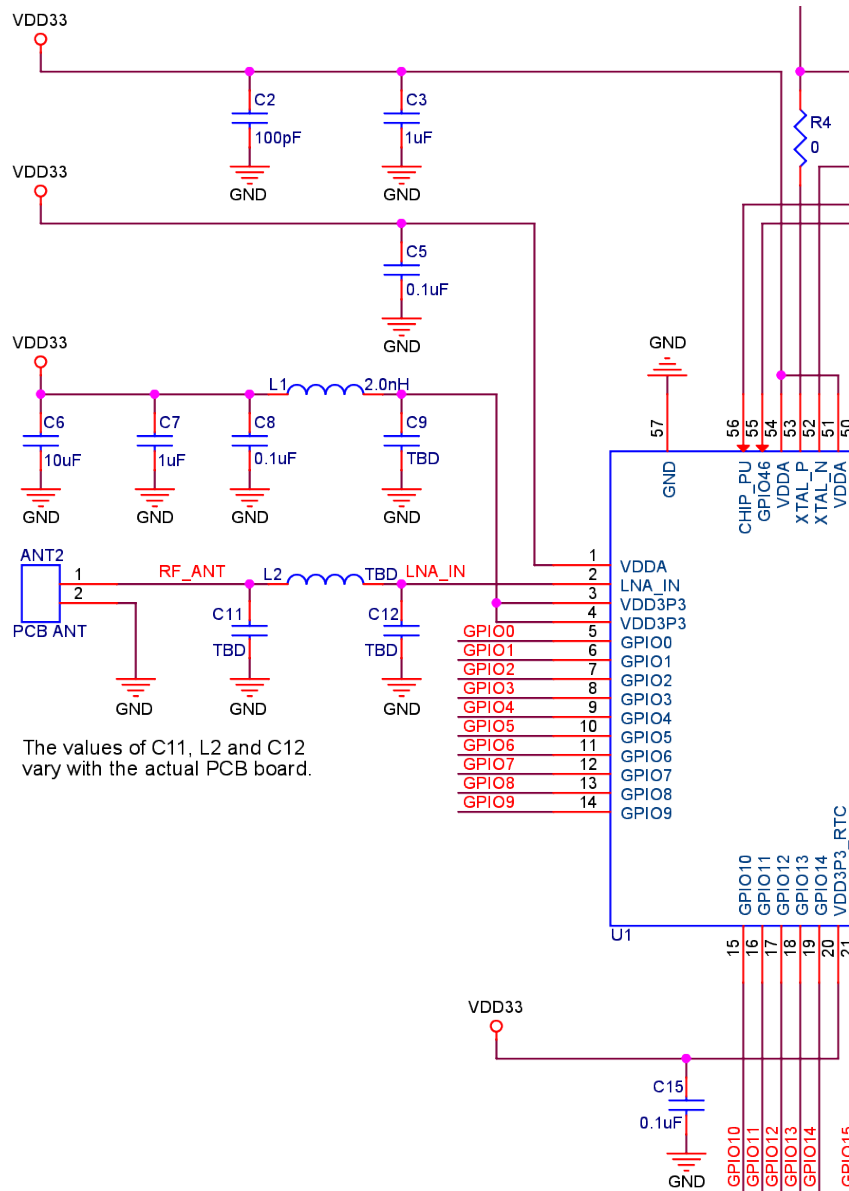 VDD33
C2
100pF
GND
C3
1uF
GND
R4
0
VDD33
C5
0.1uF
GND
VDD33
L1
2.0nH
C6
10uF
GND
C7
1uF
GND
C8
0.1uF
GND
C9
TBD
GND
GND
57
GND
56
55
54
53
52
51
50
CHIP_PU
GPIO46
VDDA
XTAL_P
XTAL_N
VDDA
ANT2
1
2
PCB ANT
RF_ANT
L2
TBD
LNA_IN
C11
TBD
C12
TBD
GND
GND
GND
1 VDDA
2 LNA_IN
3 VDD3P3
4 VDD3P3
GPIO0 5 GPIO0
GPIO1 6 GPIO1
GPIO2 7 GPIO2
GPIO3 8 GPIO3
GPIO4 9 GPIO4
GPIO5 10 GPIO5
GPIO6 11 GPIO6
GPIO7 12 GPIO7
GPIO8 13 GPIO8
GPIO9 14 GPIO9
The values of C11, L2 and C12
vary with the actual PCB board.
GPIO10
GPIO11
GPIO12
GPIO13
GPIO14
VDD3P3_RTC
U1
15
16
17
18
19
20
21
VDD33
C15
0.1uF
GND
GPIO10
GPIO11
GPIO12
GPIO13
GPIO14
GPIO15